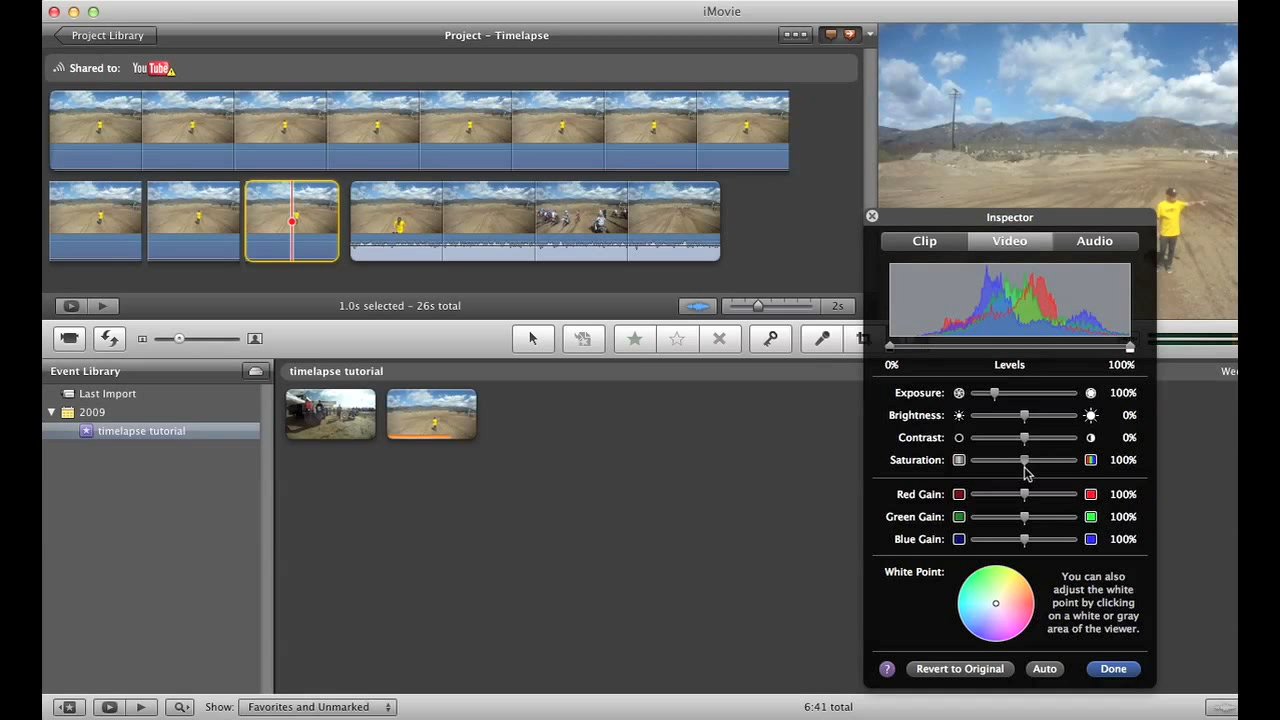 iMovie
Project Library
Project – Timelapse
Shared to: YouTube
Inspector
Clip
Video
Audio
1.0s selected – 26s total
2s
0%
Levels
100%
Event Library
timelapse tutorial
We
Last Import
2009
timelapse tutorial
Exposure: 100%
Brightness: 0%
Contrast: 0%
Saturation: 100%
Red Gain: 100%
Green Gain: 100%
Blue Gain: 100%
White Point:
You can also
adjust the white
point by clicking
on a white or gray
area of the viewer.
?
Revert to Original
Auto
Done
Show:
Favorites and Unmarked
6:41 total